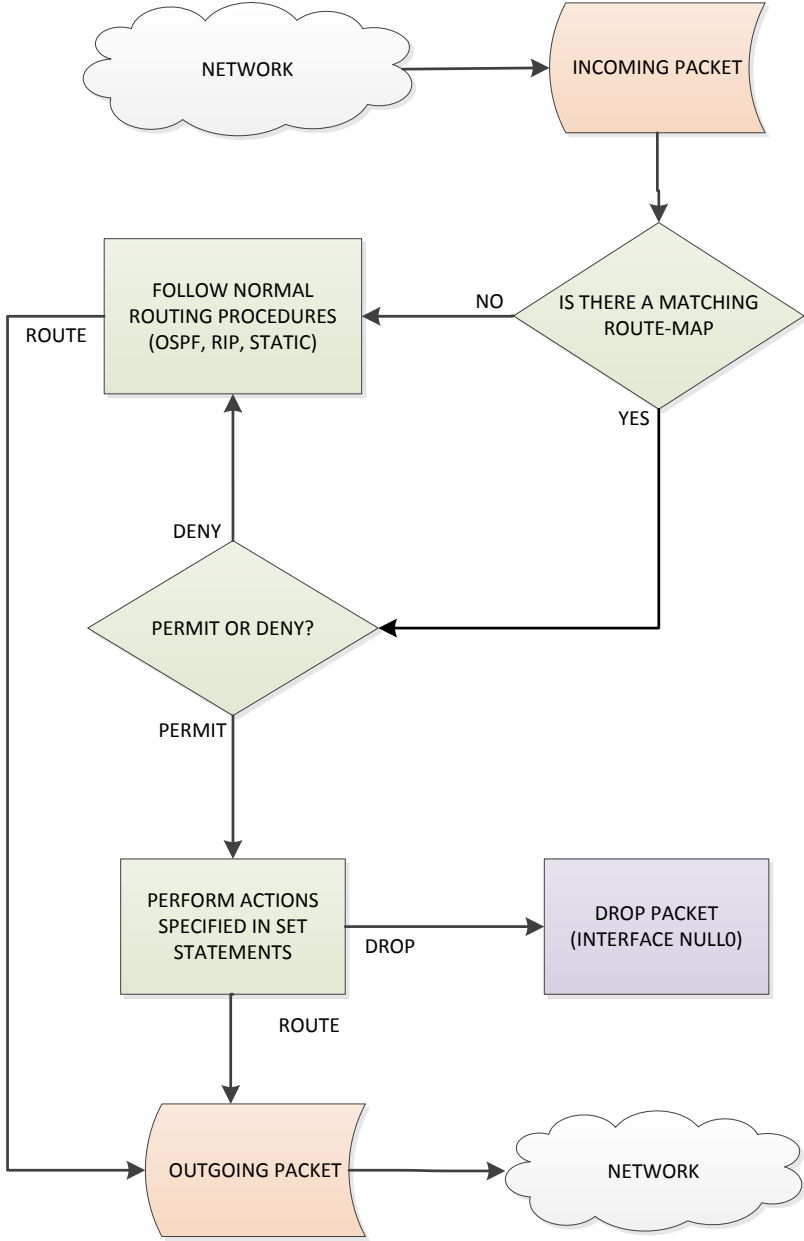 NETWORK
INCOMING PACKET
FOLLOW NORMAL
ROUTING PROCEDURES
(OSPF, RIP, STATIC)
NO
IS THERE A MATCHING
ROUTE-MAP
ROUTE
YES
DENY
PERMIT OR DENY?
PERMIT
PERFORM ACTIONS
SPECIFIED IN SET
STATEMENTS
DROP
DROP PACKET
(INTERFACE NULL0)
ROUTE
OUTGOING PACKET
NETWORK